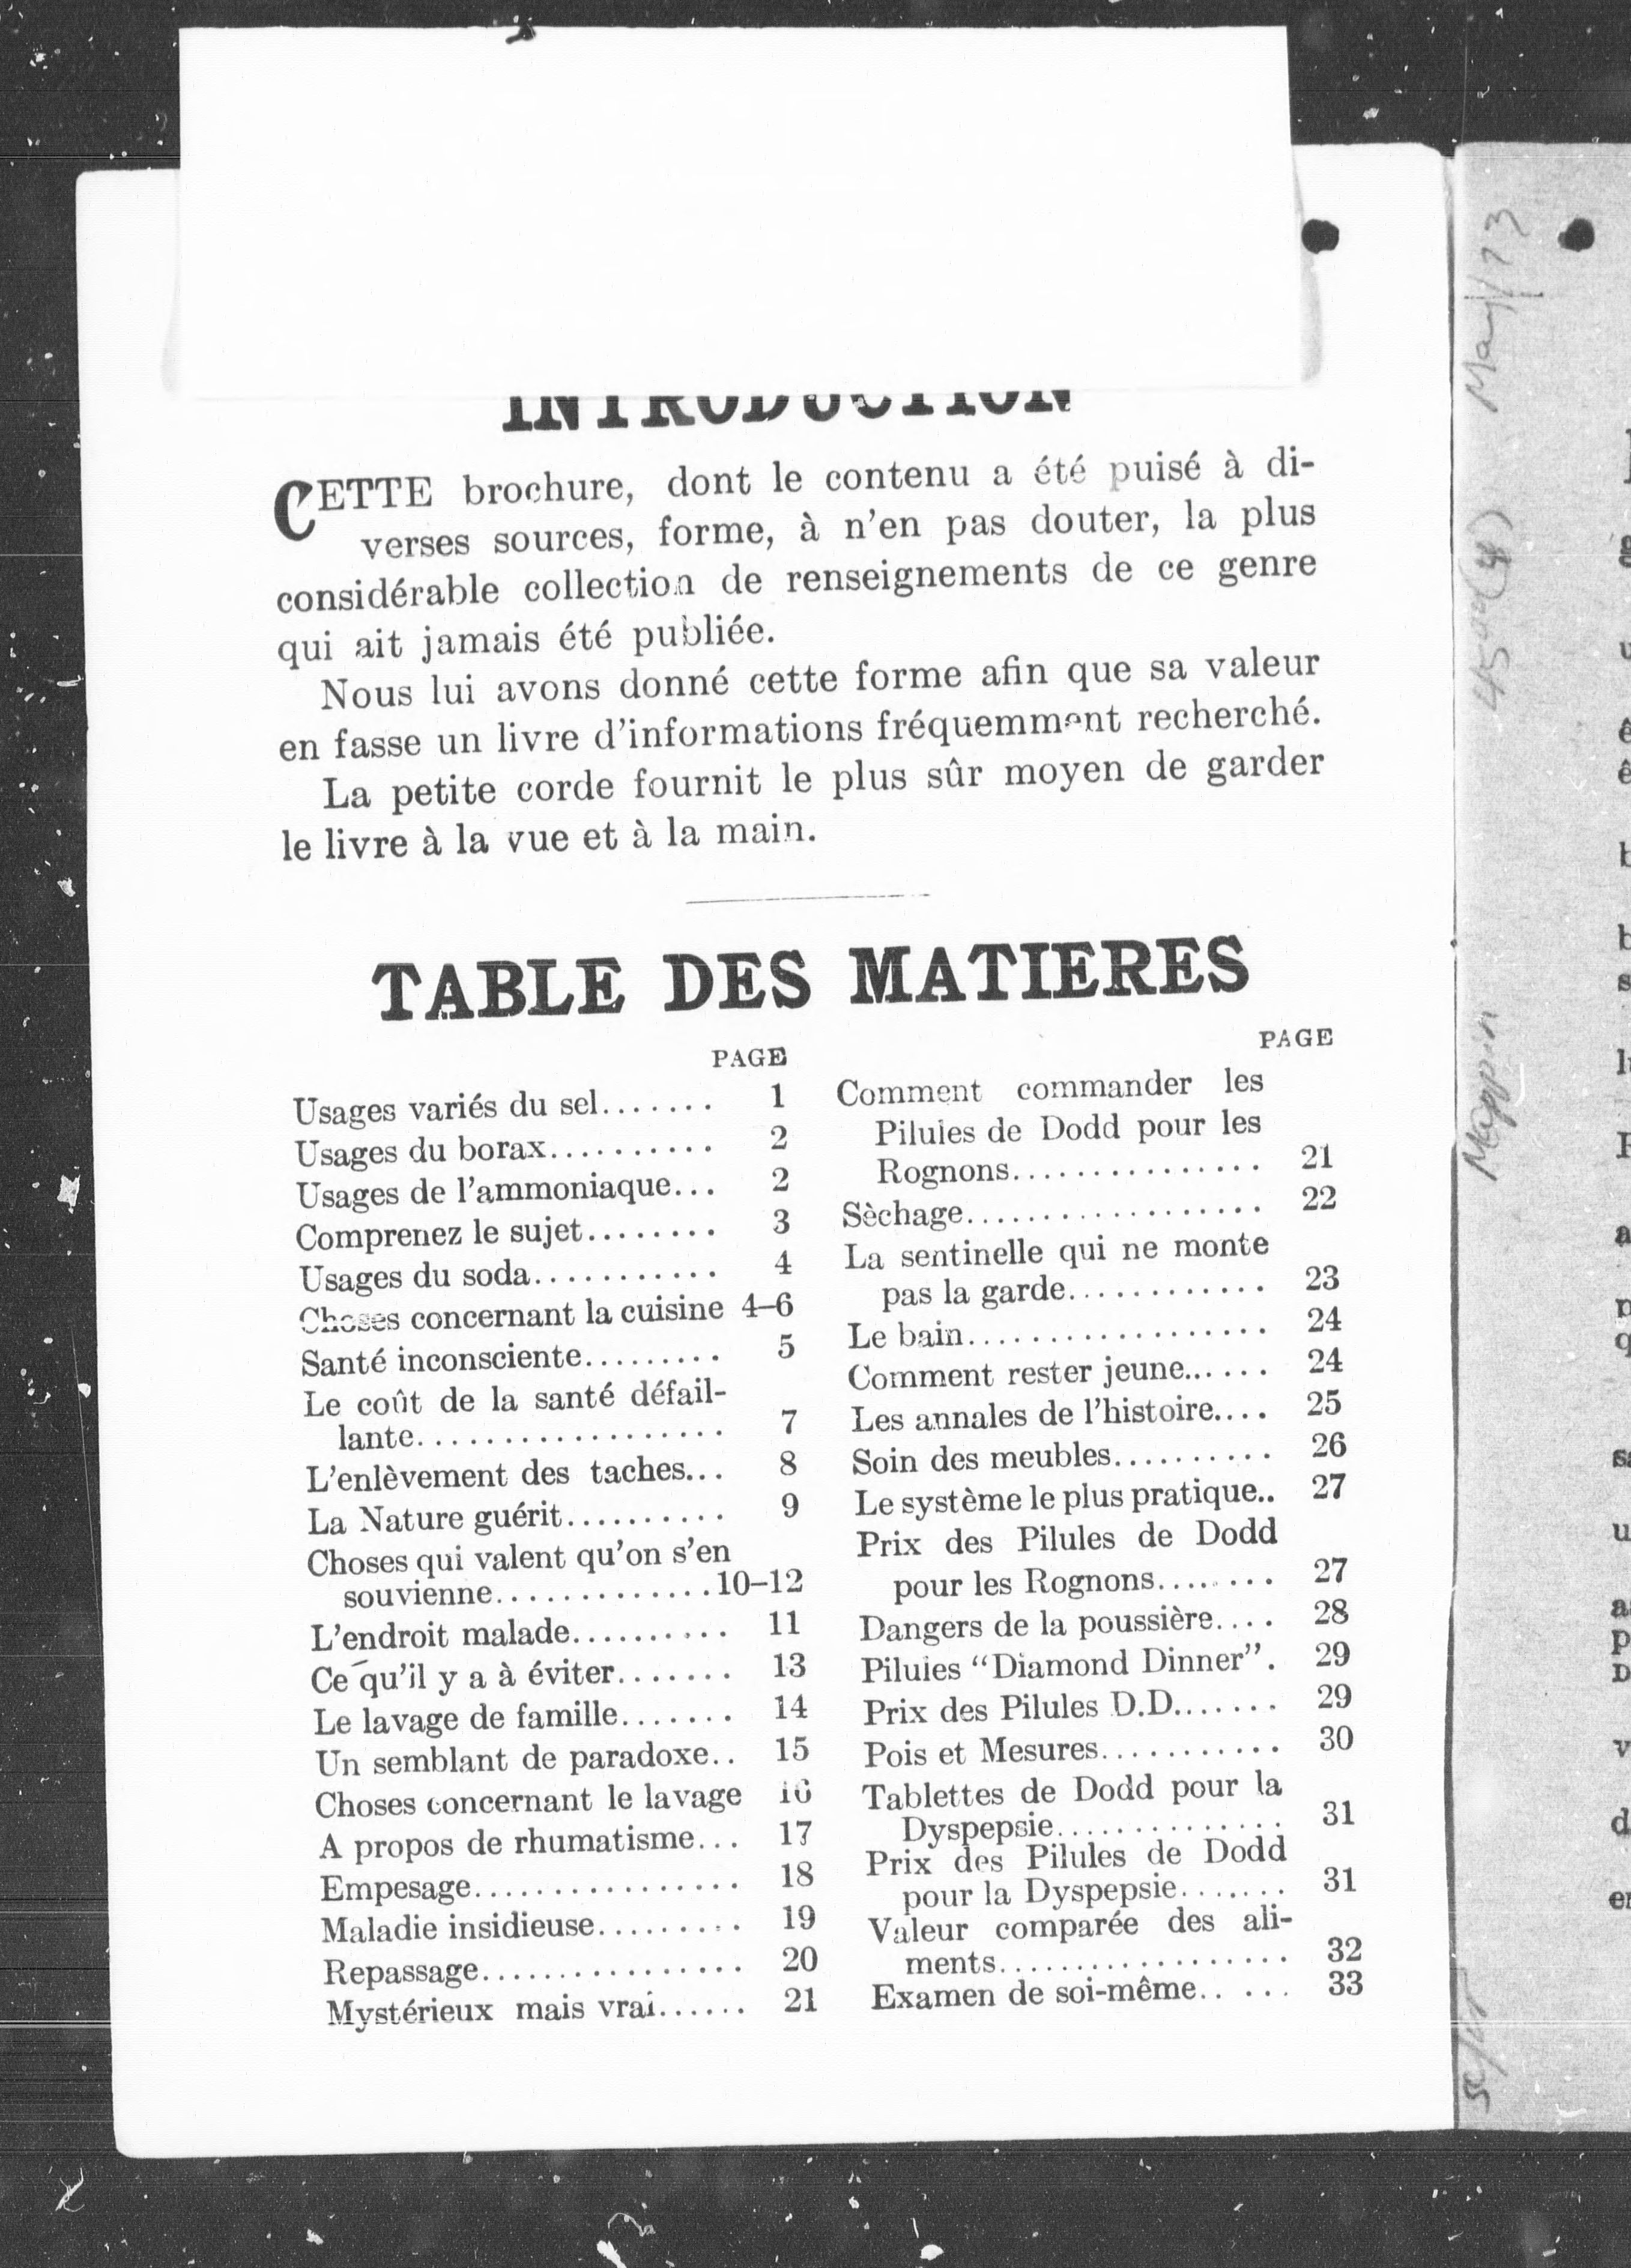 INTRODUCTION
CETTE brochure, dont le contenu a été puisé à di-
verses sources, forme, à n'en pas douter, la plus
considérable collection de renseignements de ce genre
qui ait jamais été publiée.
Nous lui avons donné cette forme afin que sa valeur
en fasse un livre d'informations fréquemment recherché.
La petite corde fournit le plus sûr moyen de garder
le livre à la vue et à la main.
TABLE DES MATIERES
PAGE
Usages variés du sel....... 1
Usages du borax.......... 2
Usages de l'ammoniaque... 2
Comprenez le sujet........ 3
Usages du soda........... 4
Choses concernant la cuisine 4–6
Santé inconsciente......... 5
Le coût de la santé défail-
lante.................. 7
L'enlèvement des taches... 8
La Nature guérit.......... 9
Choses qui valent qu'on s'en
souvienne.............10–12
L'endroit malade.......... 11
Ce qu'il y a à éviter....... 13
Le lavage de famille....... 14
Un semblant de paradoxe.. 15
Choses concernant le lavage 16
A propos de rhumatisme... 17
Empesage................ 18
Maladie insidieuse......... 19
Repassage................ 20
Mystérieux mais vrai...... 21
PAGE
Comment commander les
Pilules de Dodd pour les
Rognons............... 21
Sèchage.................. 22
La sentinelle qui ne monte
pas la garde............ 23
Le bain.................. 24
Comment rester jeune...... 24
Les annales de l'histoire.... 25
Soin des meubles.......... 26
Le système le plus pratique.. 27
Prix des Pilules de Dodd
pour les Rognons........ 27
Dangers de la poussière.... 28
Pilules "Diamond Dinner". 29
Prix des Pilules D.D....... 29
Pois et Mesures........... 30
Tablettes de Dodd pour la
Dyspepsie.............. 31
Prix des Pilules de Dodd
pour la Dyspepsie....... 31
Valeur comparée des ali-
ments................. 32
Examen de soi-même.. ... 33
Mappin